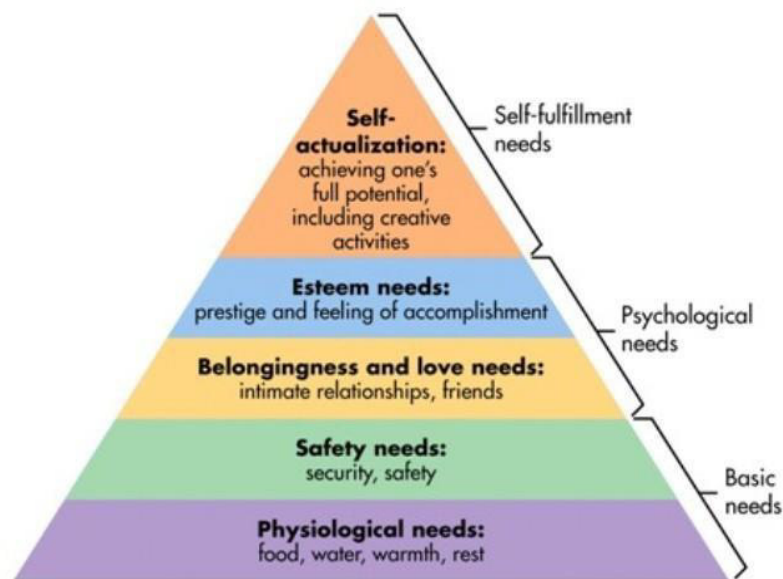 Self-
actualization:
achieving one's
full potential,
including creative
activities
Self-fulfillment
needs
Esteem needs:
prestige and feeling of accomplishment
Psychological
needs
Belongingness and love needs:
intimate relationships, friends
Safety needs:
security, safety
Basic
needs
Physiological needs:
food, water, warmth, rest